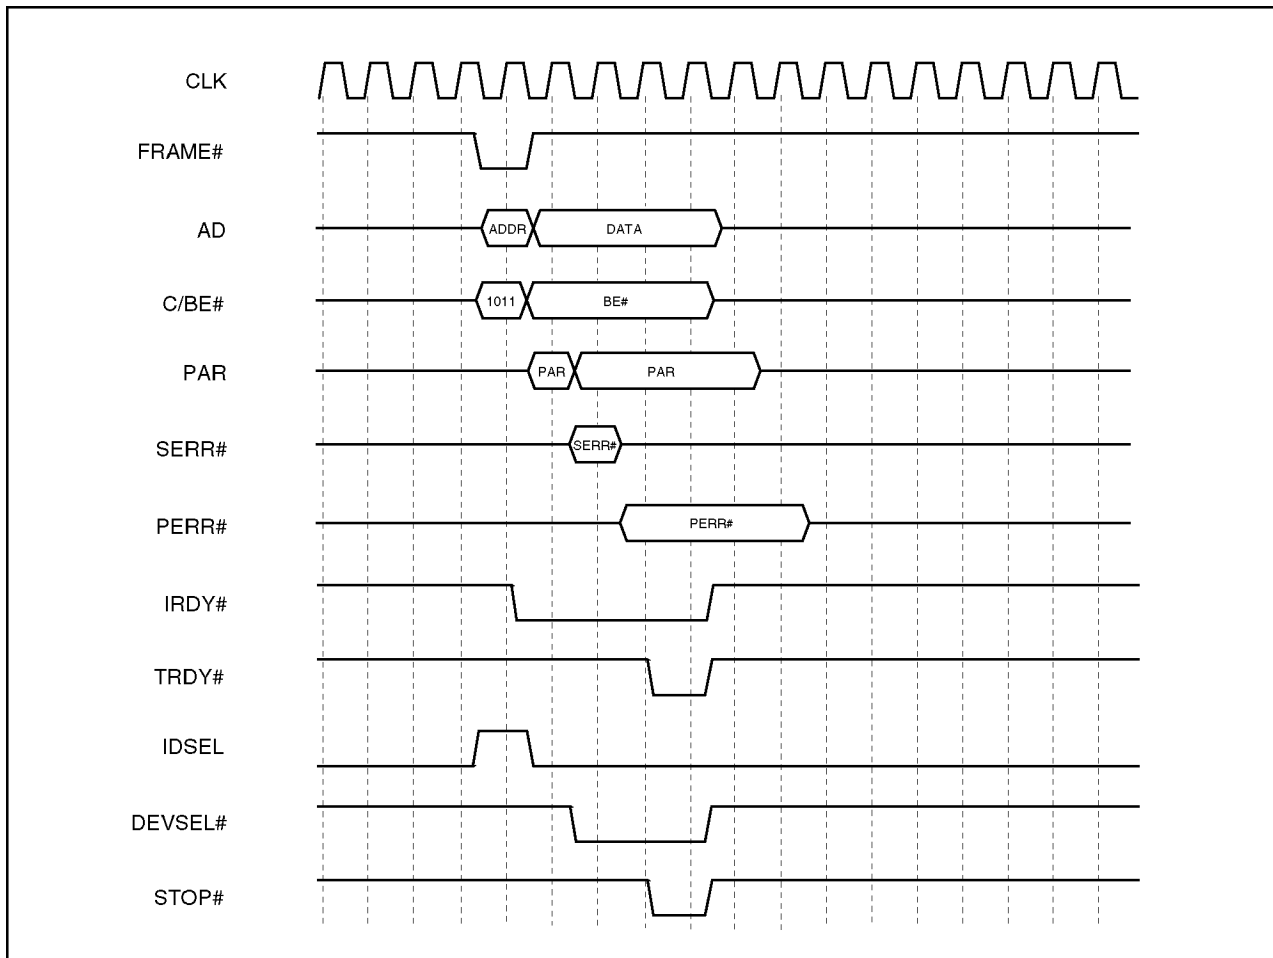 CLK
FRAME#
AD ADDR DATA
C/BE# 1011 BE#
PAR PAR PAR
SERR# SERR#
PERR# PERR#
IRDY#
TRDY#
IDSEL
DEVSEL#
STOP#